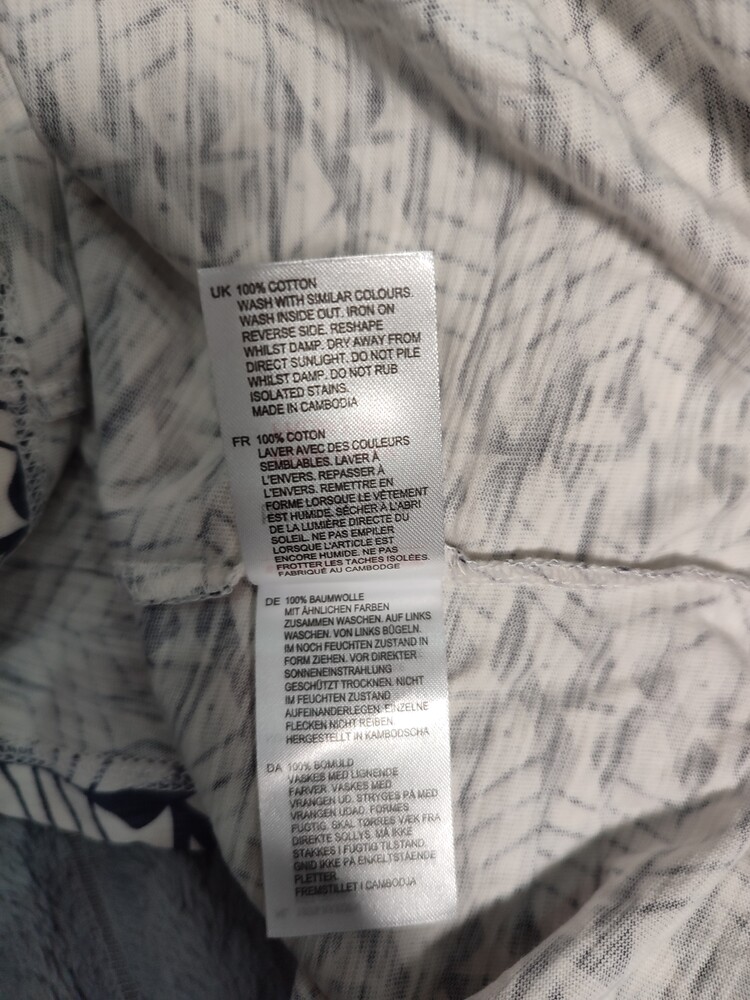 UK 100% COTTON
WASH WITH SIMILAR COLOURS.
WASH INSIDE OUT. IRON ON
REVERSE SIDE. RESHAPE
WHILST DAMP. DRY AWAY FROM
DIRECT SUNLIGHT. DO NOT PILE
WHILST DAMP. DO NOT RUB
ISOLATED STAINS.
MADE IN CAMBODIA
FR 100% COTON
LAVER AVEC DES COULEURS
SEMBLABLES. LAVER À
L'ENVERS. REPASSER À
L'ENVERS. REMETTRE EN
FORME LORSQUE LE VÊTEMENT
EST HUMIDE. SÉCHER À L'ABRI
DE LA LUMIÈRE DIRECTE DU
SOLEIL. NE PAS EMPILER
LORSQUE L'ARTICLE EST
ENCORE HUMIDE. NE PAS
FROTTER LES TACHES ISOLÉES.
FABRIQUÉ AU CAMBODGE
DE 100% BAUMWOLLE
MIT ÄHNLICHEN FARBEN
ZUSAMMEN WASCHEN. AUF LINKS
WASCHEN. VON LINKS BÜGELN.
IM NOCH FEUCHTEN ZUSTAND IN
FORM ZIEHEN. VOR DIREKTER
SONNENEINSTRAHLUNG
GESCHÜTZT TROCKNEN. NICHT
IM FEUCHTEN ZUSTAND
AUFEINANDERLEGEN. EINZELNE
FLECKEN NICHT REIBEN.
HERGESTELLT IN KAMBODSCHA
DA 100% BOMULD
VASKES MED LIGNENDE
FARVER. VASKES MED
VRANGEN UD. STRYGES PÅ MED
VRANGEN UDAD. FORMES
FUGTIG. SKAL TØRRES VÆK FRA
DIREKTE SOLLYS. MÅ IKKE
STAKKES I FUGTIG TILSTAND.
GNID IKKE PÅ ENKELTSTÅENDE
PLETTER.
FREMSTILLET I CAMBODJA